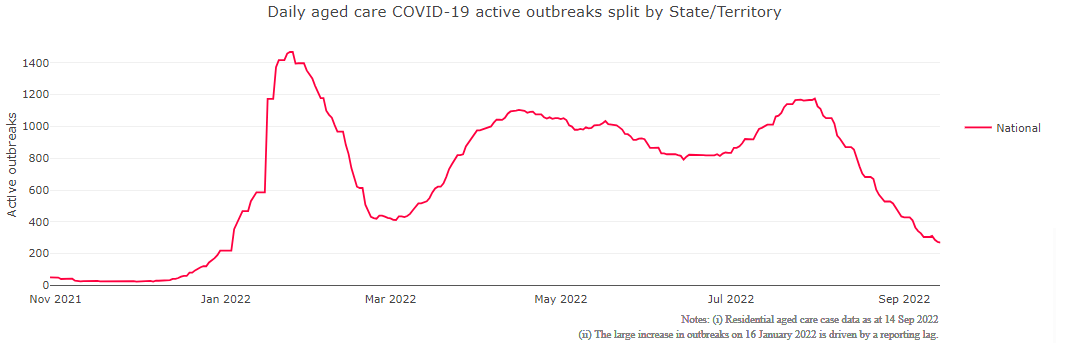 Daily aged care COVID-19 active outbreaks split by State/Territory
Active outbreaks
1400
1200
1000
800
600
400
200
0
Nov 2021 Jan 2022 Mar 2022 May 2022 Jul 2022 Sep 2022
National
Notes: (i) Residential aged care case data as at 14 Sep 2022
(ii) The large increase in outbreaks on 16 January 2022 is driven by a reporting lag.